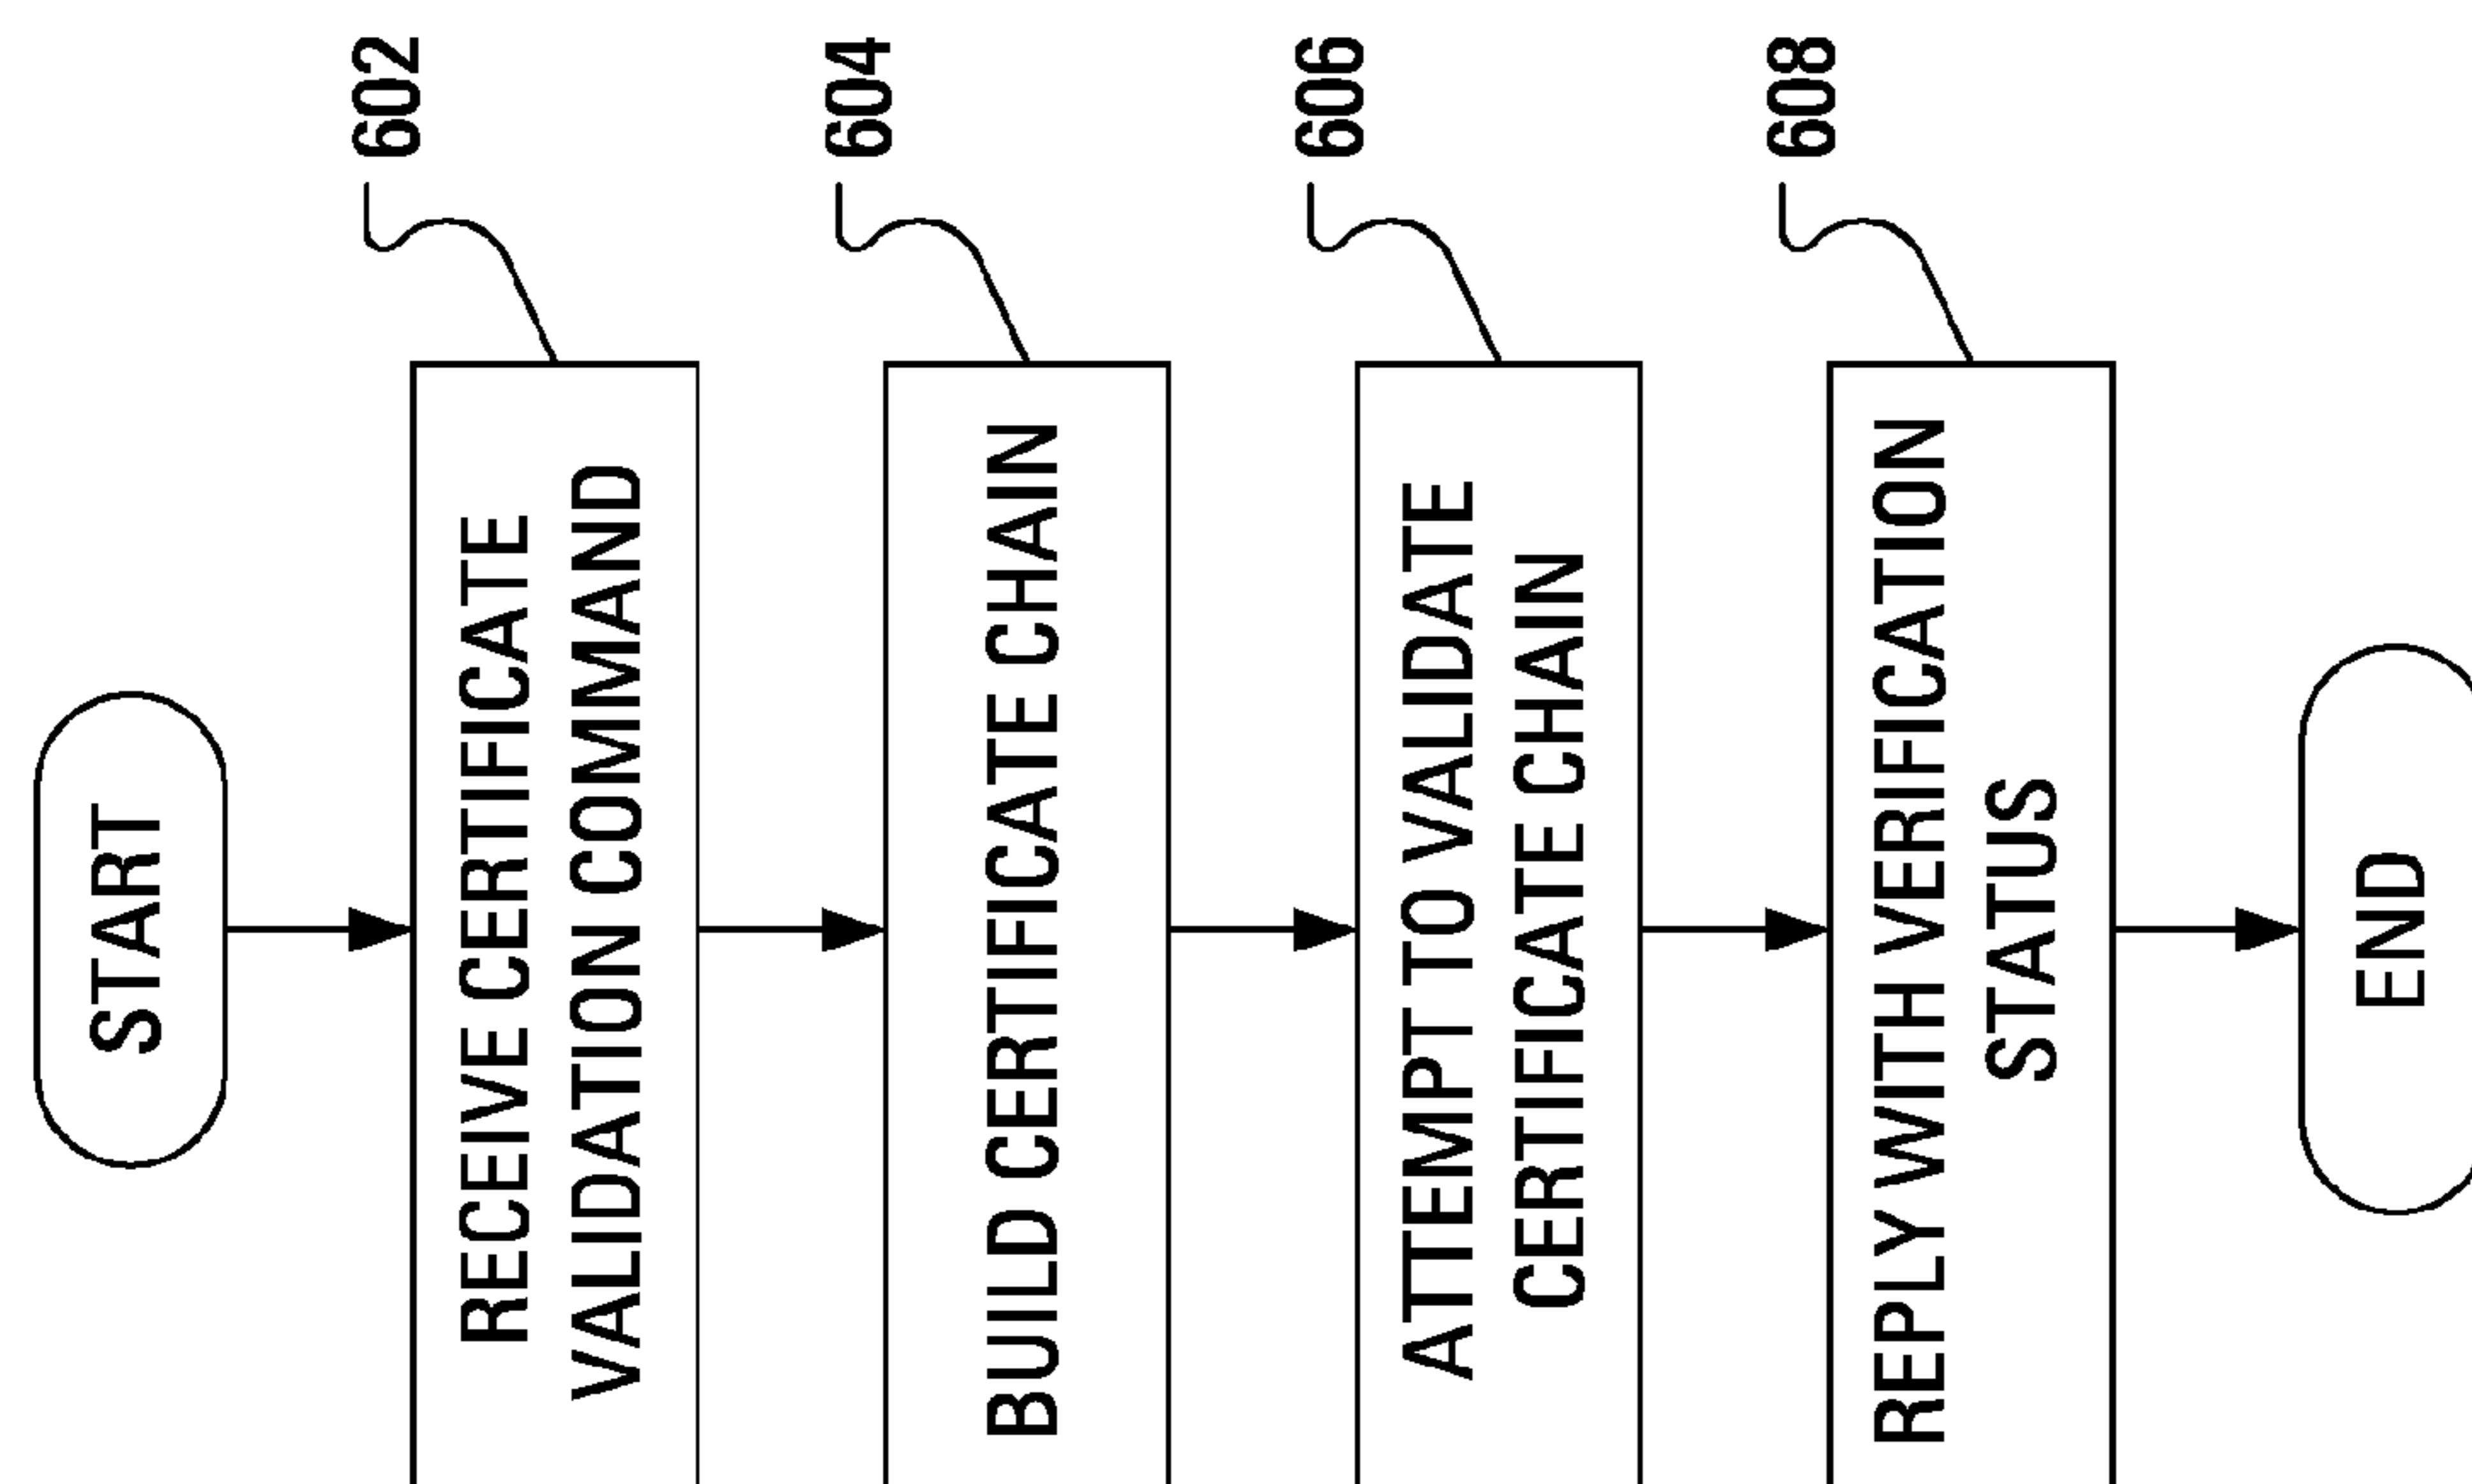 START
602
RECEIVE CERTIFICATE
VALIDATION COMMAND
604
BUILD CERTIFICATE CHAIN
606
ATTEMPT TO VALIDATE
CERTIFICATE CHAIN
608
REPLY WITH VERIFICATION
STATUS
END